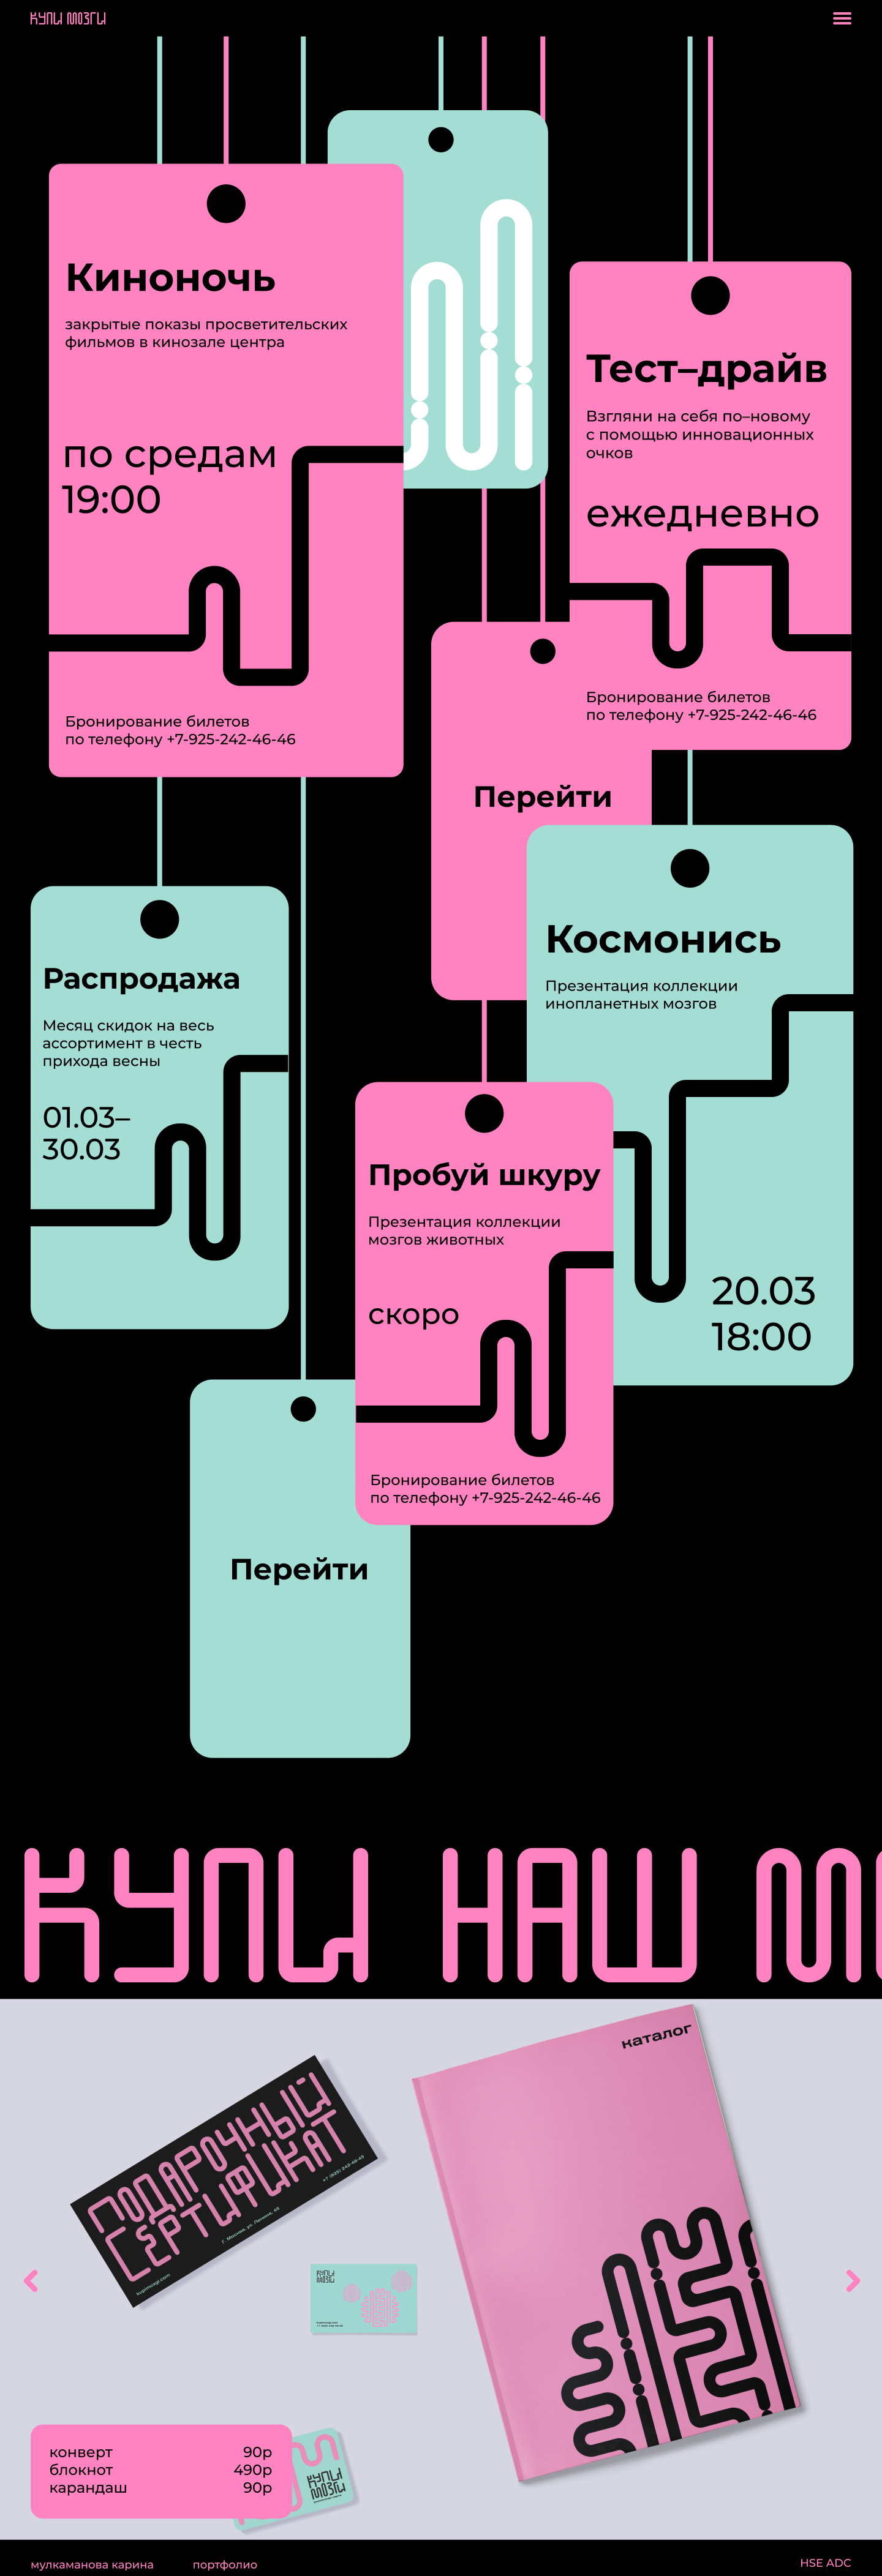 КУПИ МОЗГИ
Киноночь
закрытые показы просветительских
фильмов в кинозале центра
по средам
19:00
Бронирование билетов
по телефону +7-925-242-46-46
Тест–драйв
Взгляни на себя по–новому
с помощью инновационных
очков
ежедневно
Бронирование билетов
по телефону +7-925-242-46-46
Перейти
Космонись
Презентация коллекции
инопланетных мозгов
20.03
18:00
Распродажа
Месяц скидок на весь
ассортимент в честь
прихода весны
01.03–
30.03
Пробуй шкуру
Презентация коллекции
мозгов животных
скоро
Бронирование билетов
по телефону +7-925-242-46-46
Перейти
КУПИ НАШ М
каталог
ПОДАРОЧНЫЙ
СЕРТИФИКАТ
КУПИ
МОЗГИ
КУПИ
МОЗГИ
конверт 90р
блокнот 490р
карандаш 90р
мулкаманова карина портфолио HSE ADC